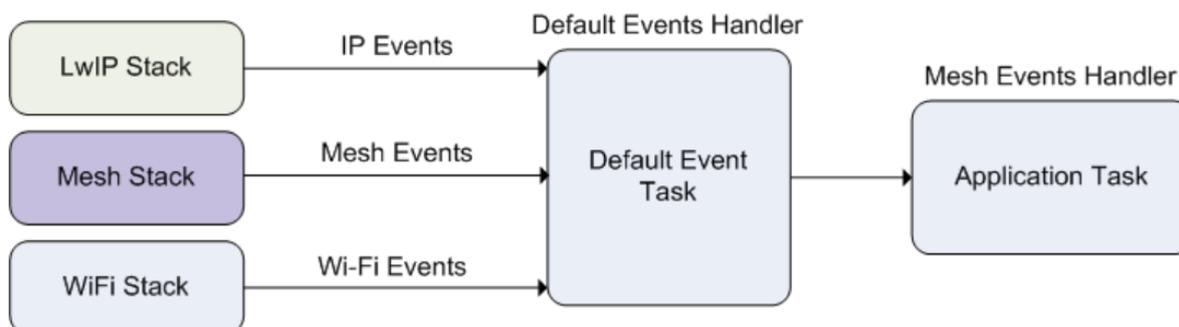 Default Events Handler
LwIP Stack
IP Events
Mesh Events Handler
Mesh Stack
Mesh Events
Default Event
Task
Application Task
WiFi Stack
Wi-Fi Events